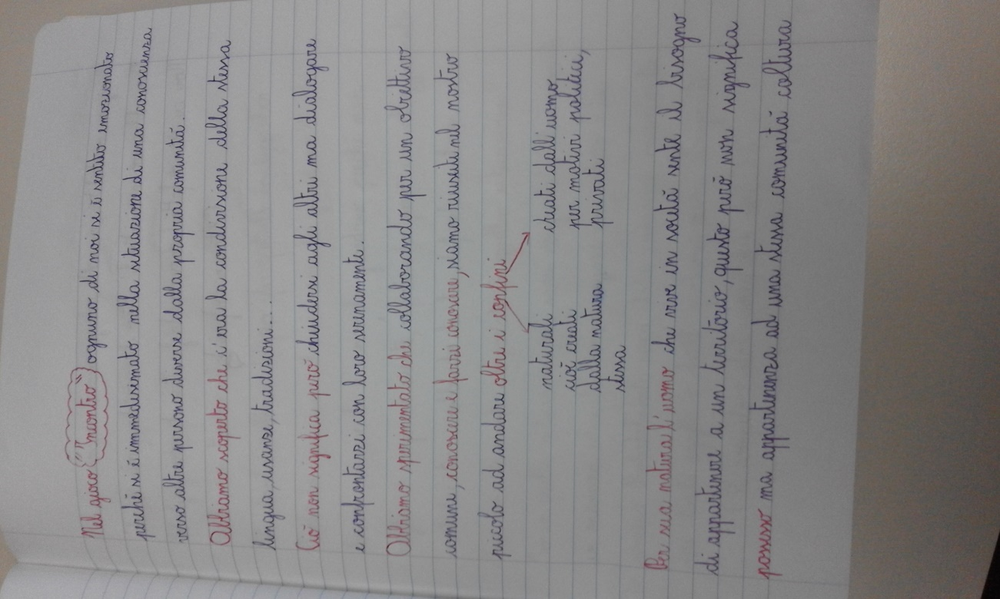 Nel gioco "Incontro" ognuno di noi si è sentito emozionato
perché si è immedesimato nella situazione di una conoscenza
verso altre persone diverse dalla propria comunità.
Abbiamo scoperto che c'era la condivisione della stessa
lingua, usanze, tradizioni...
Ciò non significa però chiudersi agli altri ma dialogare
e confrontarsi con loro serenamente.
Abbiamo sperimentato che collaborando per un obiettivo
comune, conoscere e farsi conoscere, siamo riusciti nel nostro
piccolo ad andare oltre i confini
naturali
cioè creati
dalla natura
stessa
creati dall'uomo
per motivi politici,
privati
Per sua natura l'uomo che vive in società sente il bisogno
di appartenere a un territorio, questo però non significa
possesso ma appartenenza ad una stessa comunità coltura